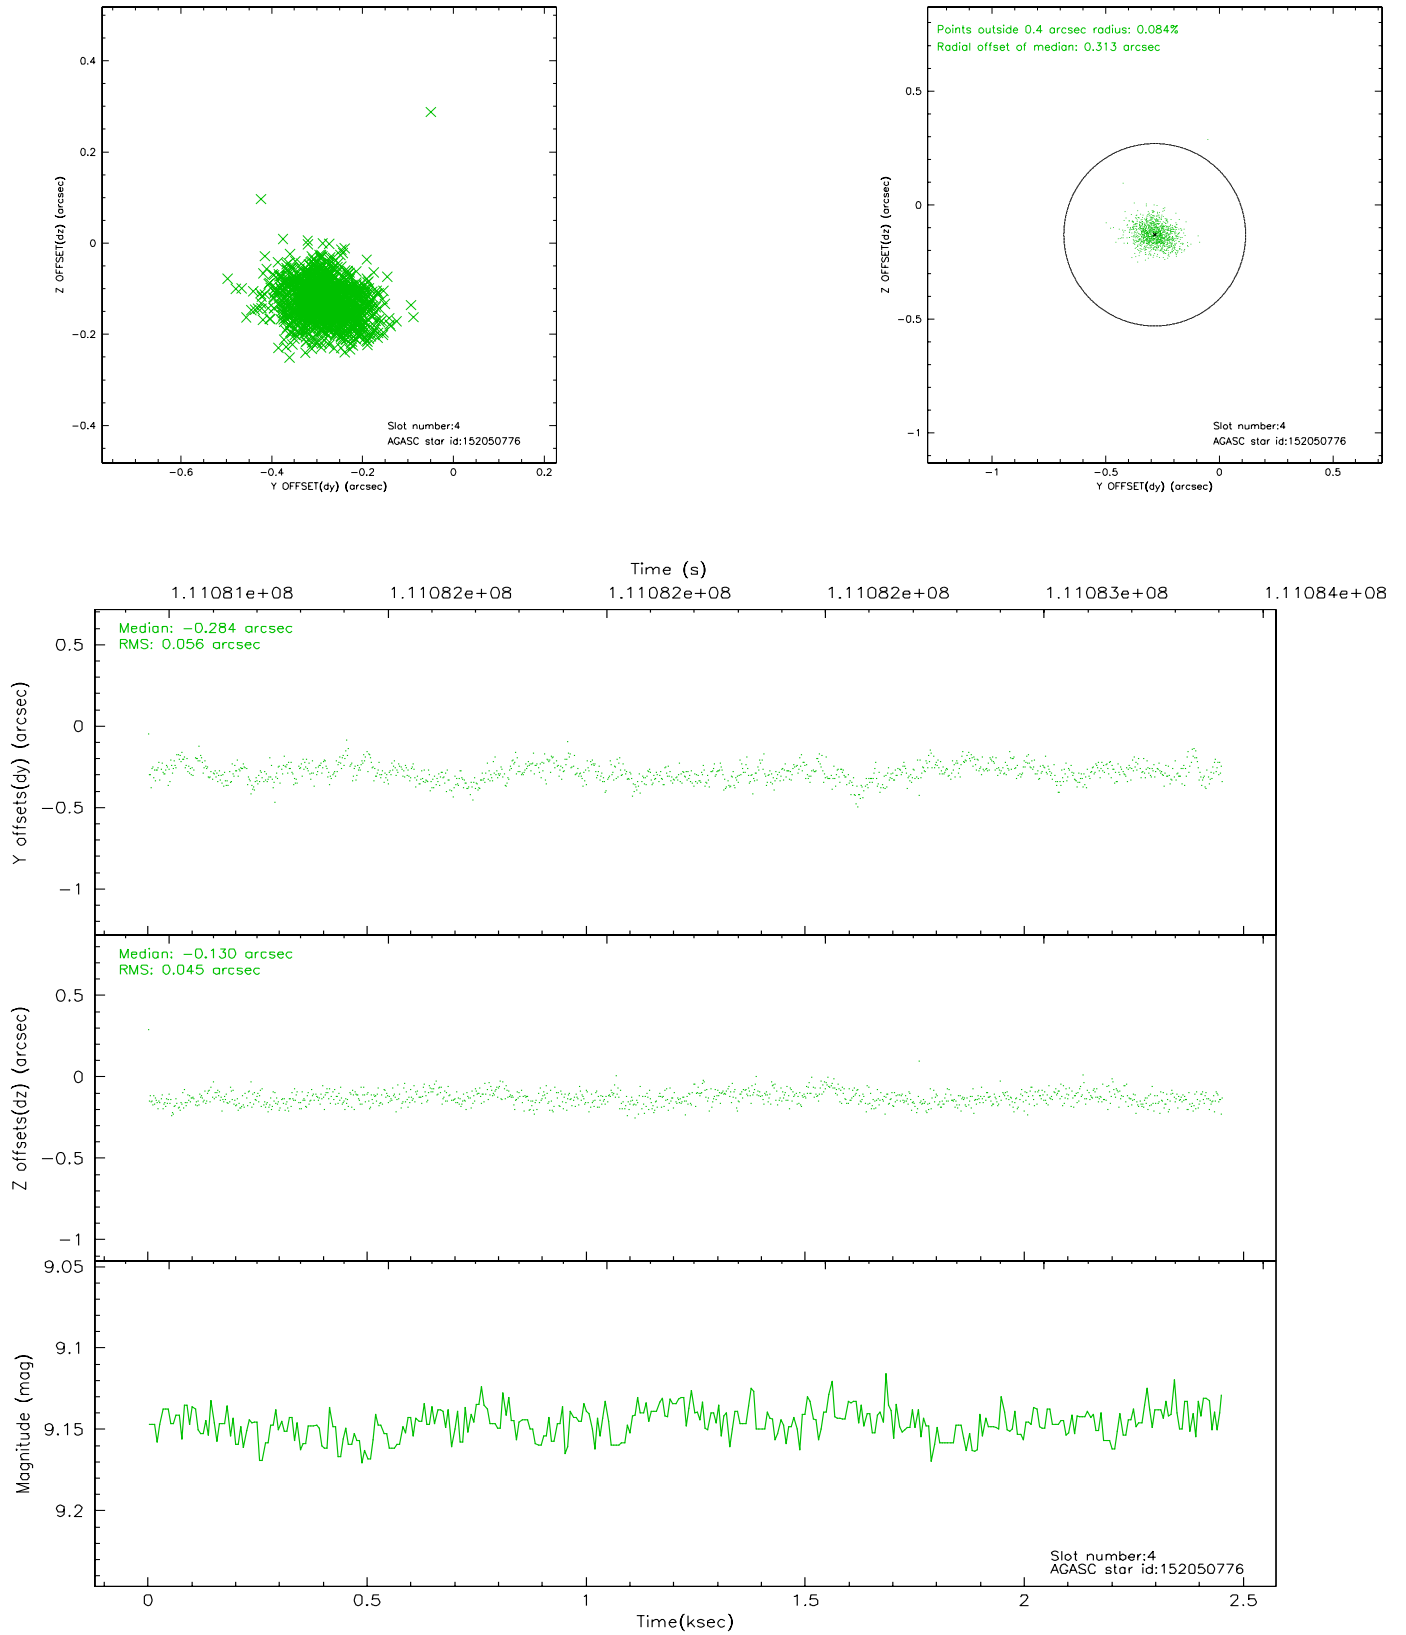 0.4
0.2
0
−0.2
−0.4
Z OFFSET(dz) (arcsec)
Slot number:4
AGASC star id:152050776
−0.6 −0.4 −0.2 0 0.2
Y OFFSET(dy) (arcsec)
Points outside 0.4 arcsec radius: 0.084%
Radial offset of median: 0.313 arcsec
0.5
0
−0.5
−1
Z OFFSET(dz) (arcsec)
Slot number:4
AGASC star id:152050776
−1 −0.5 0 0.5
Y OFFSET(dy) (arcsec)
Time (s)
1.11081e+08 1.11082e+08 1.11082e+08 1.11082e+08 1.11083e+08 1.11084e+08
Median: −0.284 arcsec
RMS: 0.056 arcsec
0.5
0
−0.5
−1
Y offsets(dy) (arcsec)
Median: −0.130 arcsec
RMS: 0.045 arcsec
0.5
0
−0.5
−1
Z offsets(dz) (arcsec)
9.05
9.1
9.15
9.2
Magnitude (mag)
Slot number:4
AGASC star id:152050776
0 0.5 1 1.5 2 2.5
Time(ksec)